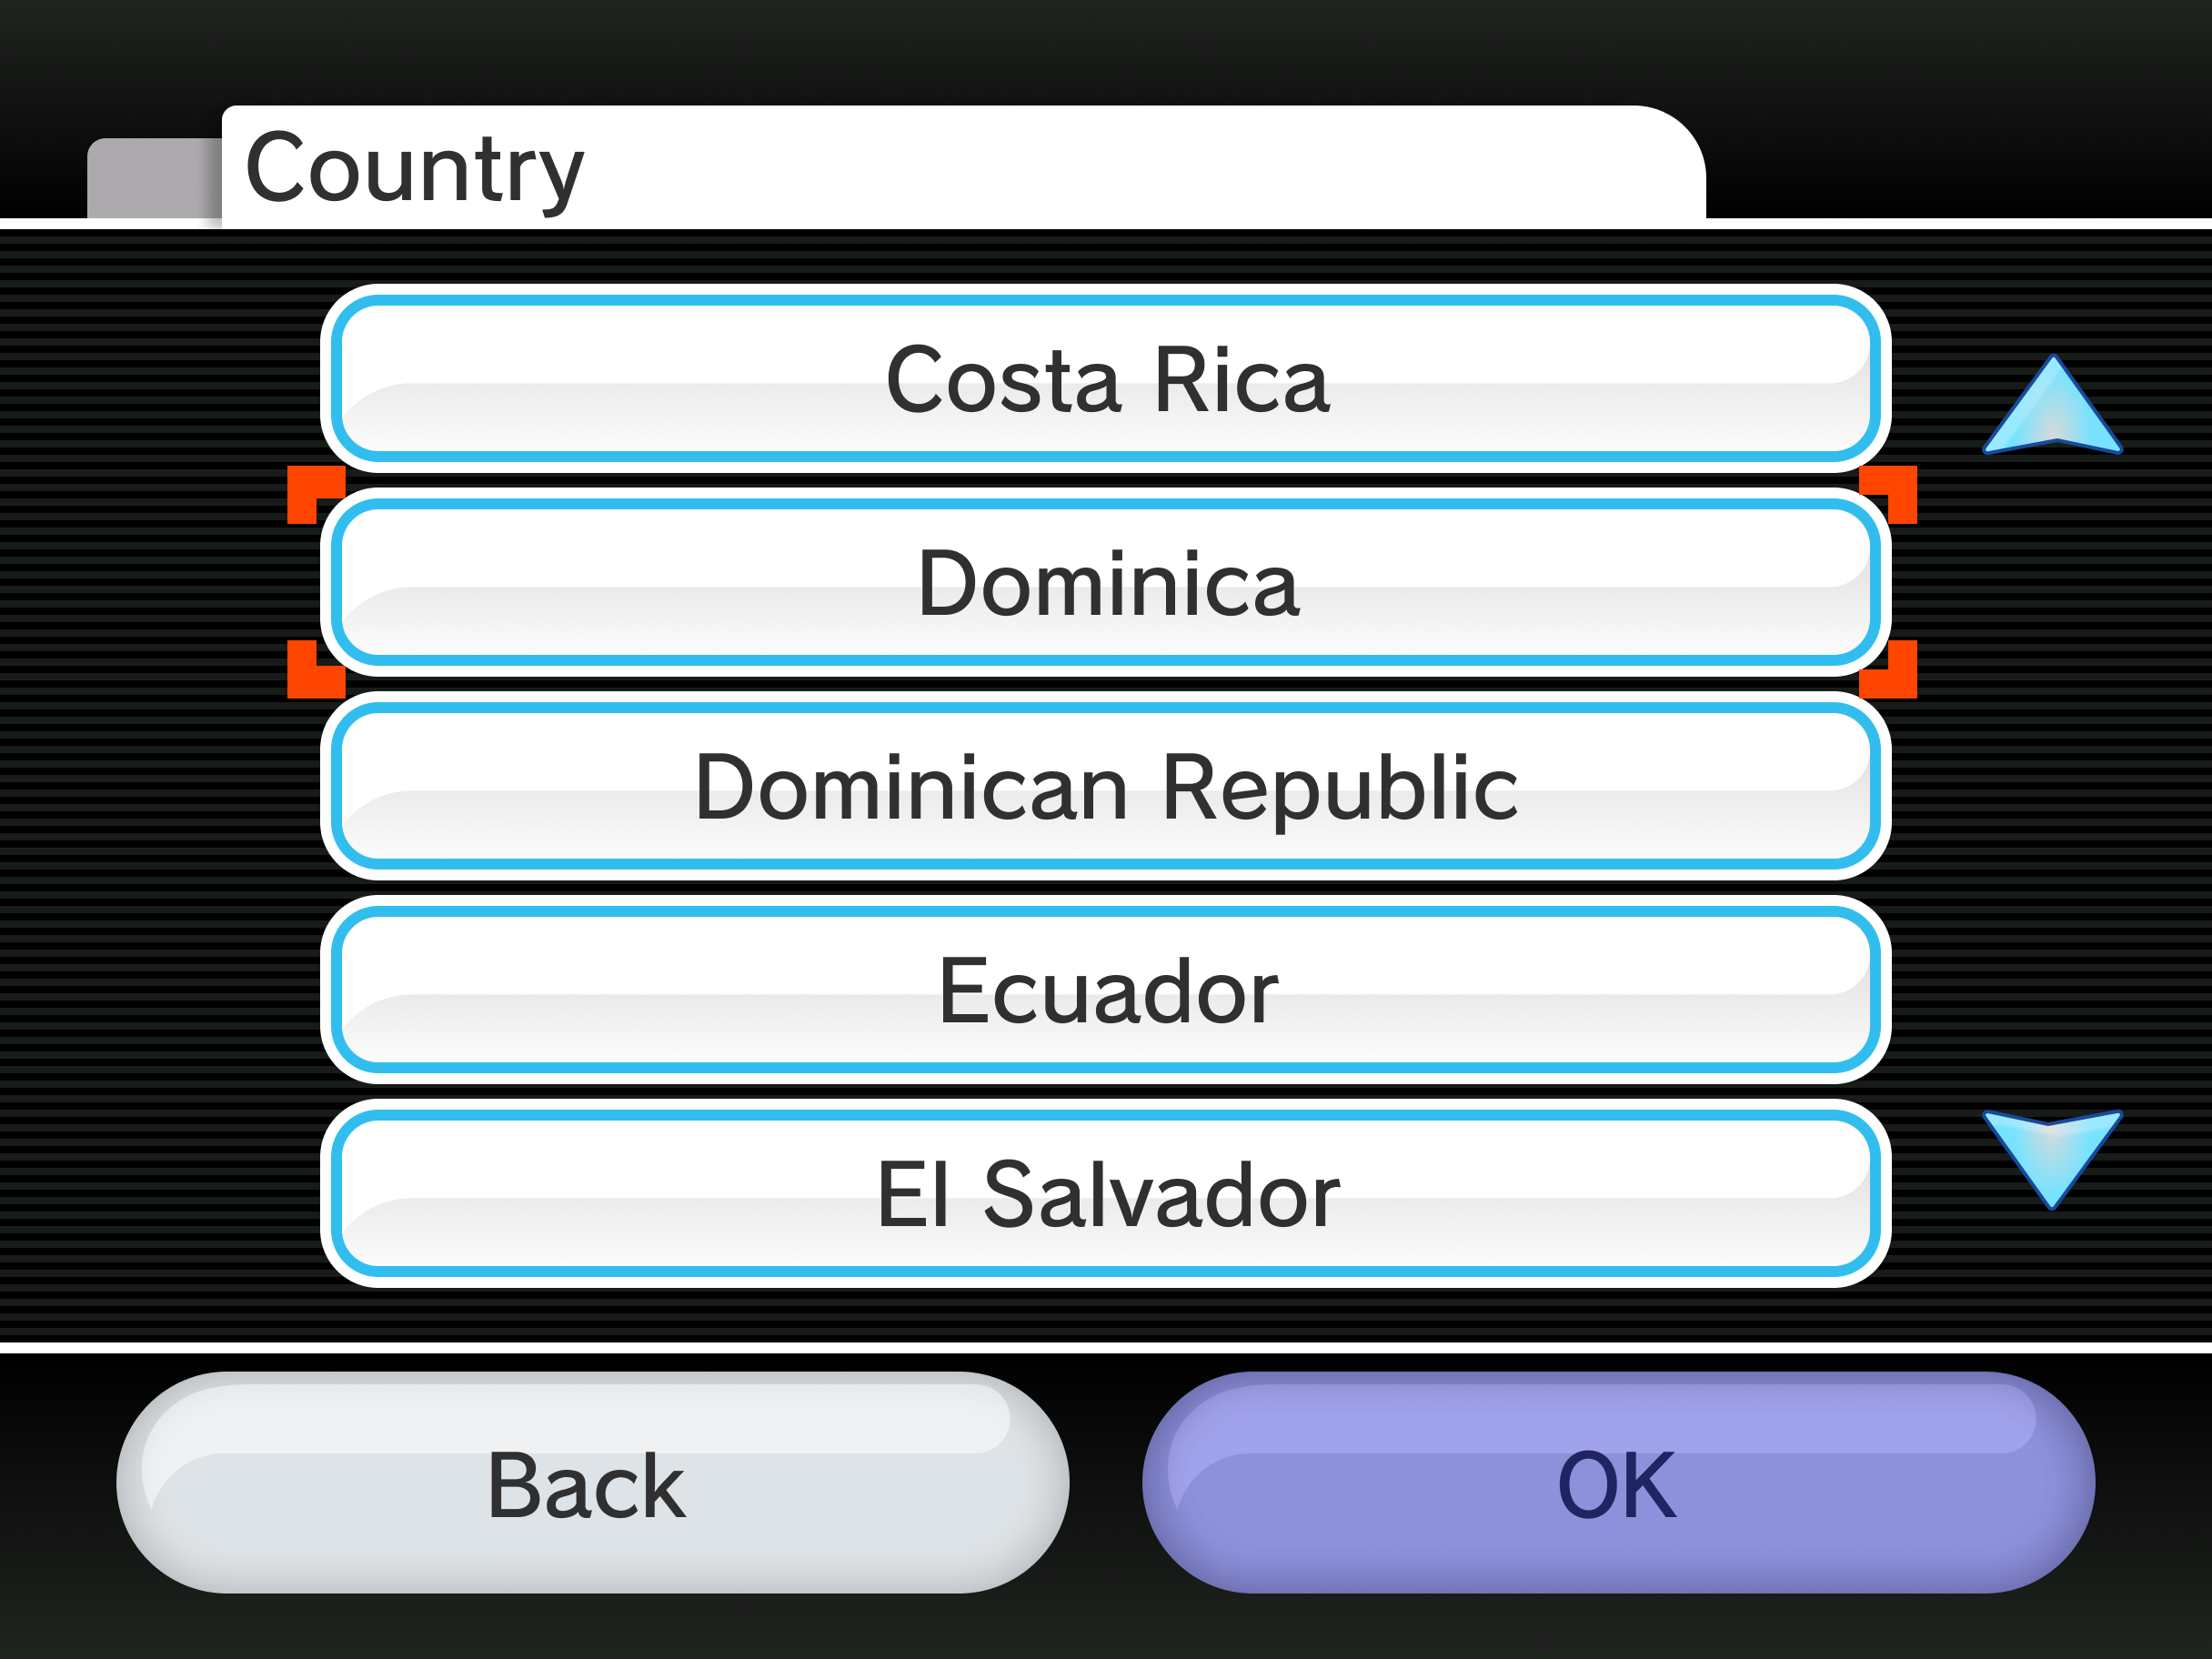 Country
Costa Rica
Dominica
Dominican Republic
Ecuador
El Salvador
Back
OK